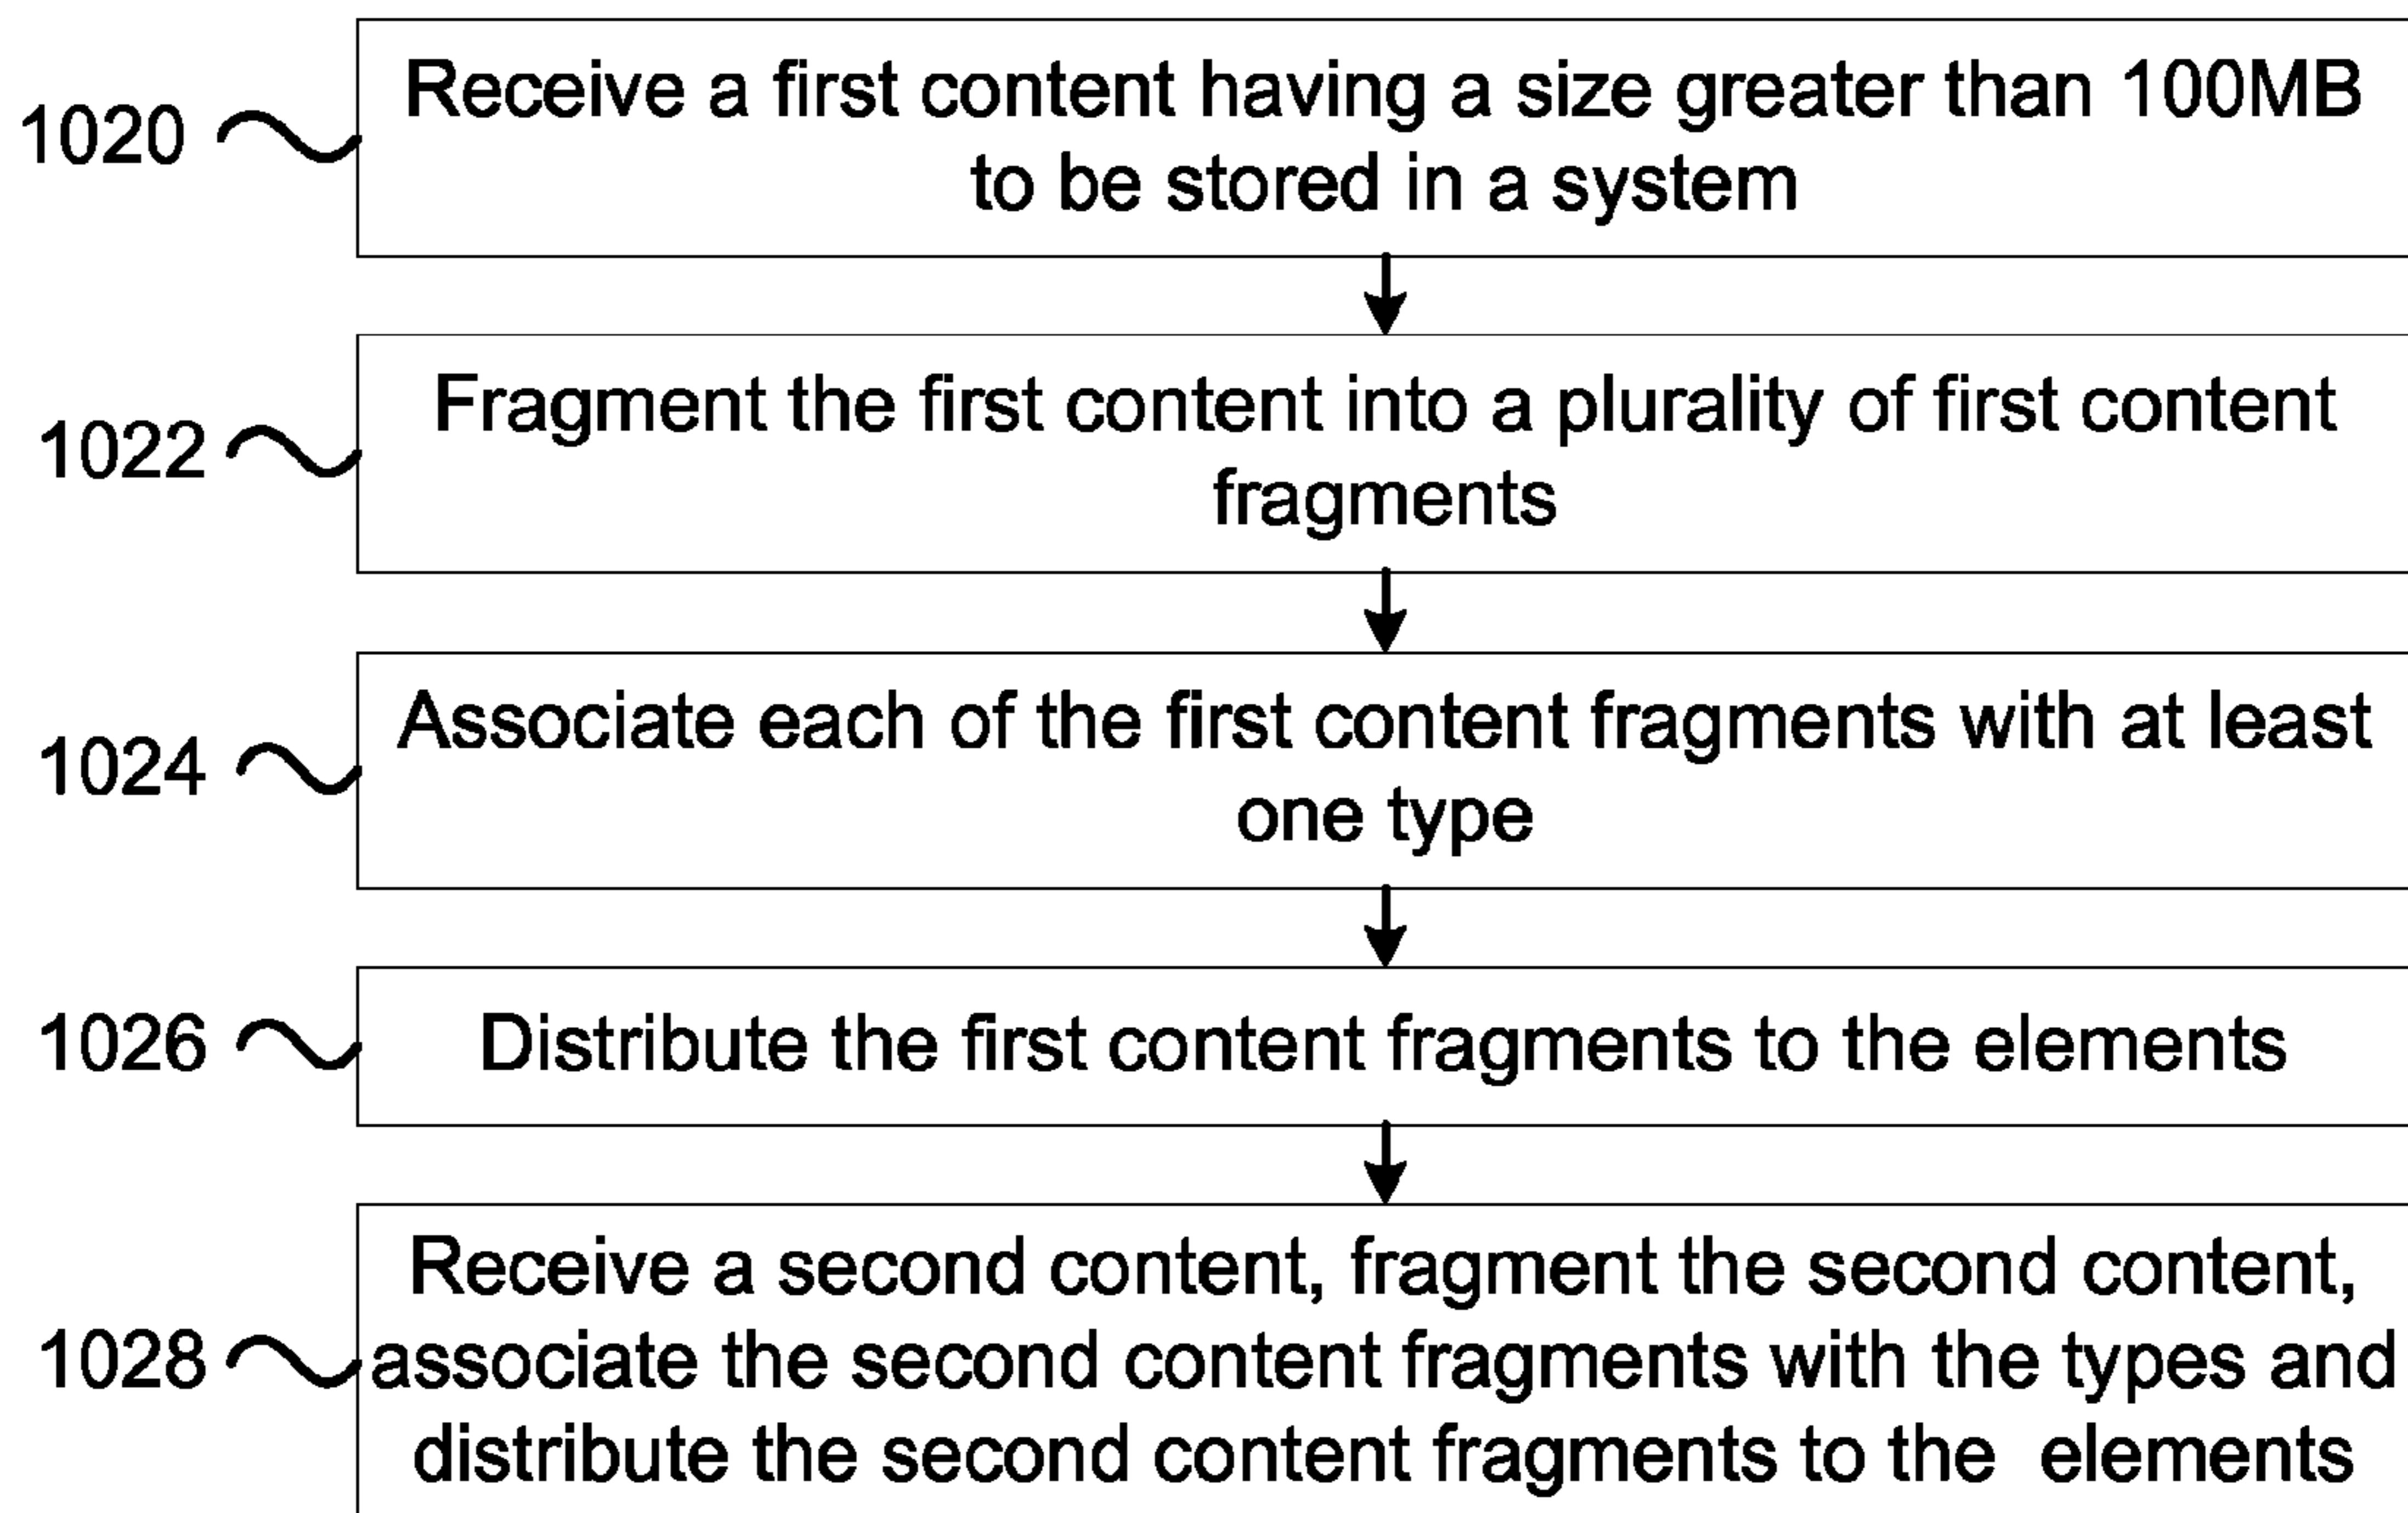 1020
Receive a first content having a size greater than 100MB
to be stored in a system
1022
Fragment the first content into a plurality of first content
fragments
1024
Associate each of the first content fragments with at least
one type
1026
Distribute the first content fragments to the elements
1028
Receive a second content, fragment the second content,
associate the second content fragments with the types and
distribute the second content fragments to the elements